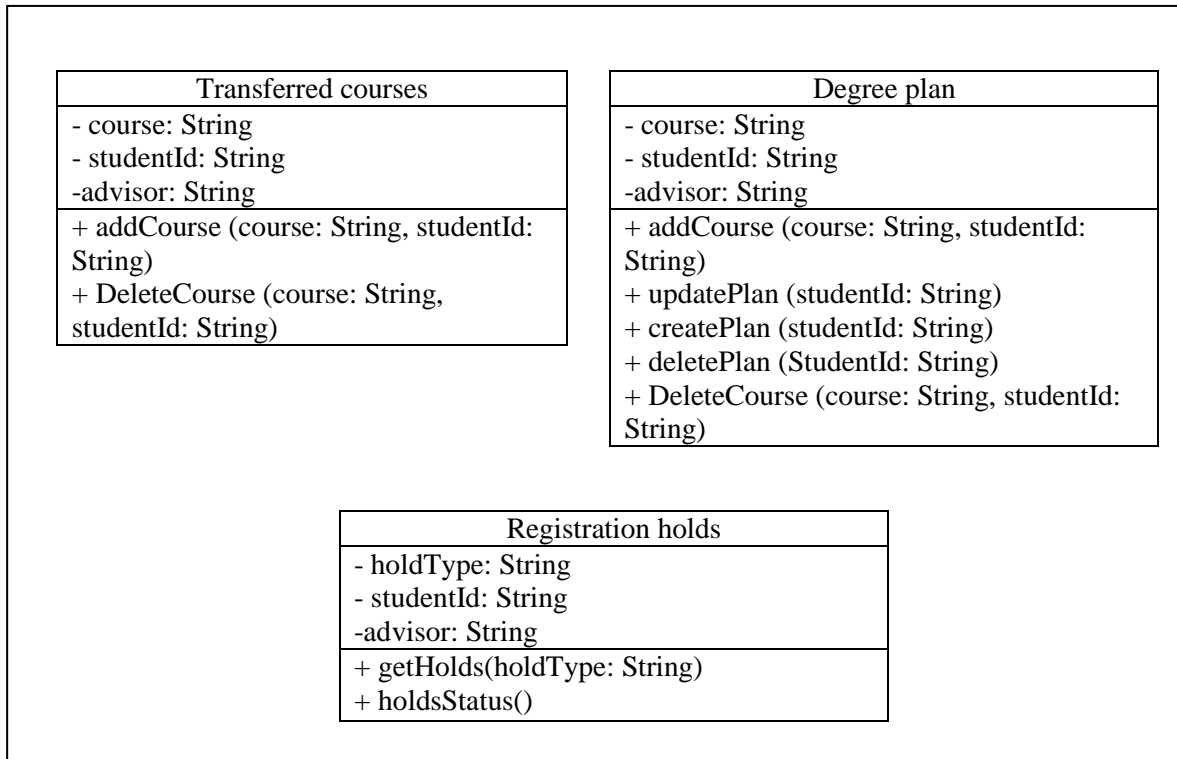 Transferred courses
- course: String
- studentId: String
-advisor: String
+ addCourse (course: String, studentId:
String)
+ DeleteCourse (course: String,
studentId: String)
Degree plan
- course: String
- studentId: String
-advisor: String
+ addCourse (course: String, studentId:
String)
+ updatePlan (studentId: String)
+ createPlan (studentId: String)
+ deletePlan (StudentId: String)
+ DeleteCourse (course: String, studentId:
String)
Registration holds
- holdType: String
- studentId: String
-advisor: String
+ getHolds(holdType: String)
+ holdsStatus()